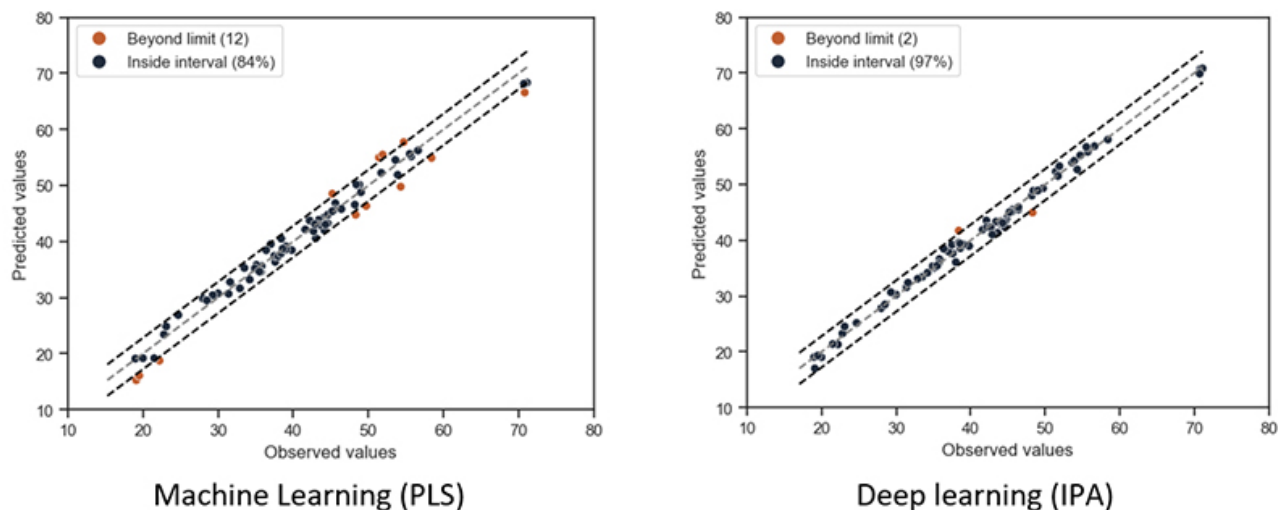 80
70
60
50
40
30
20
10
Predicted values
Beyond limit (12)
Inside interval (84%)
10 20 30 40 50 60 70 80
Observed values
Machine Learning (PLS)
80
70
60
50
40
30
20
10
Predicted values
Beyond limit (2)
Inside interval (97%)
10 20 30 40 50 60 70 80
Observed values
Deep learning (IPA)